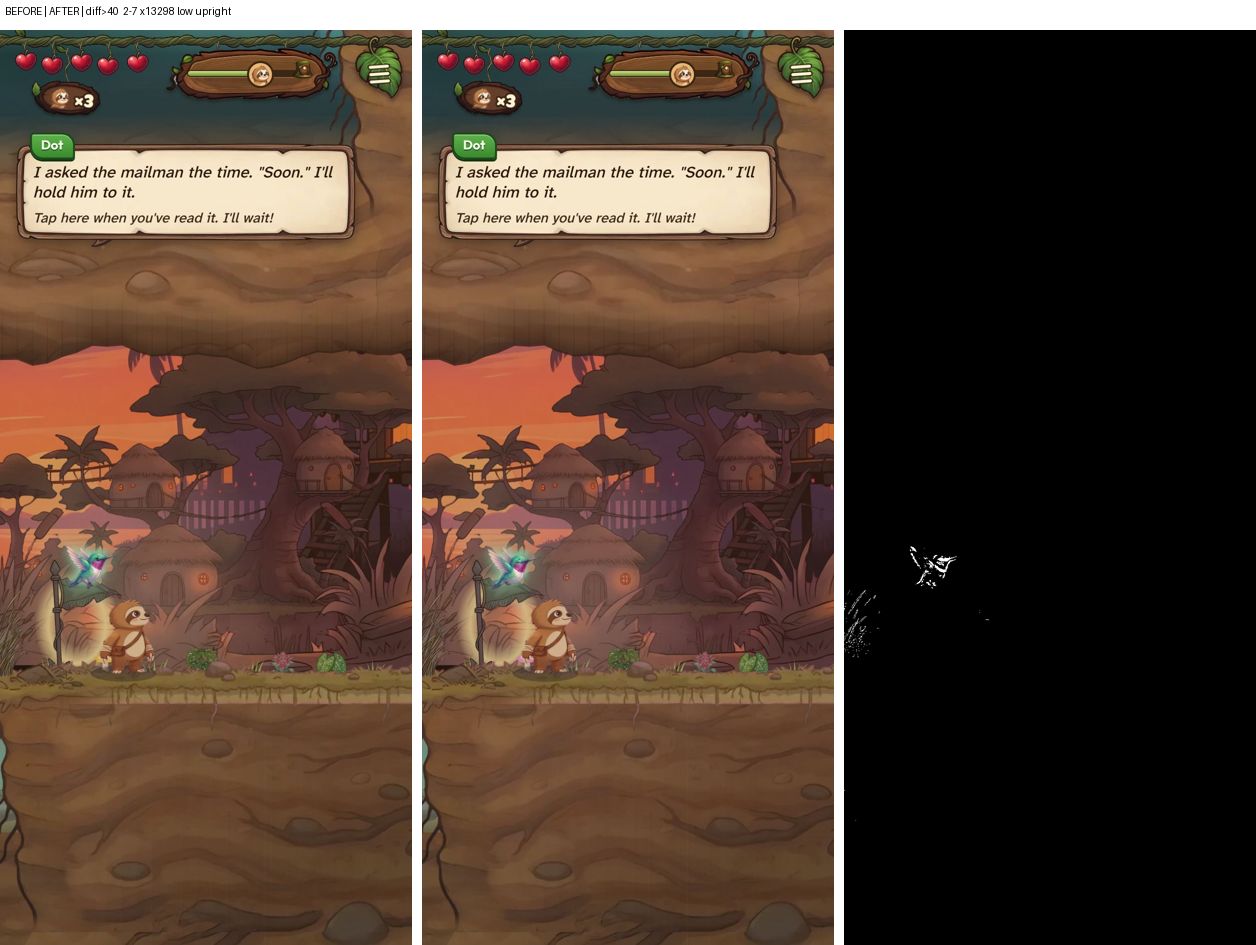 BEFORE | AFTER | diff>40 2-7 x13298 low upright
×3
Dot
I asked the mailman the time. "Soon." I'll
hold him to it.
Tap here when you've read it. I'll wait!
×3
Dot
I asked the mailman the time. "Soon." I'll
hold him to it.
Tap here when you've read it. I'll wait!